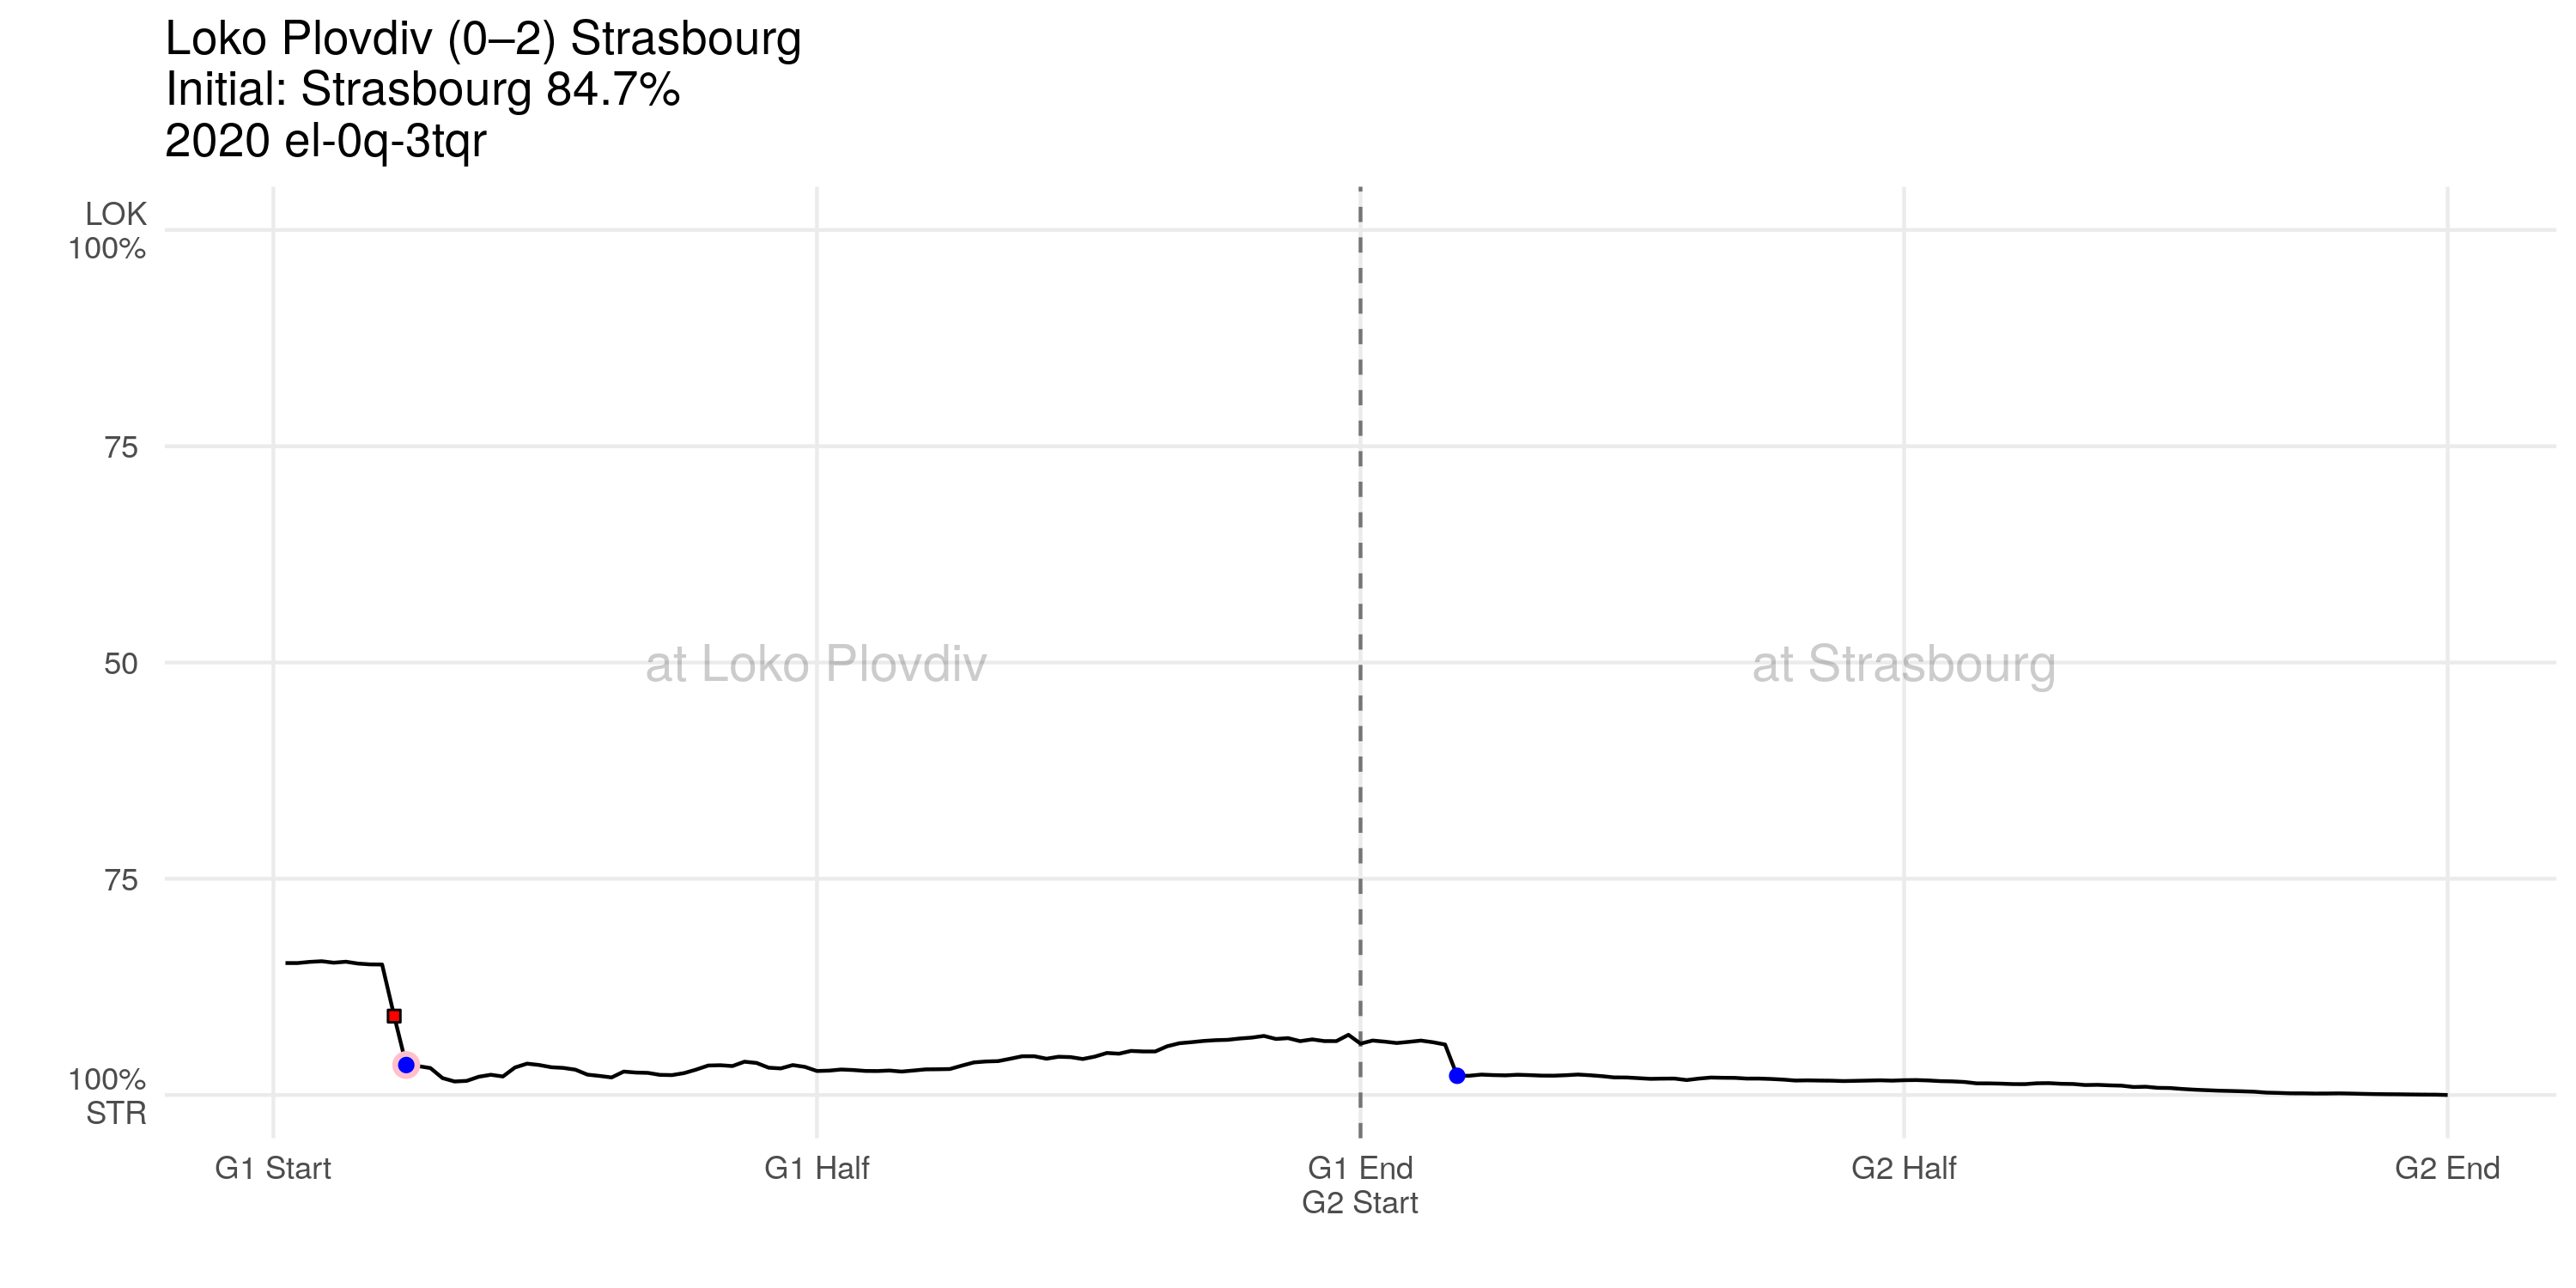 Loko Plovdiv (0–2) Strasbourg
Initial: Strasbourg 84.7%
2020 el-0q-3tqr
LOK
100%
75
50
75
100%
STR
at Loko Plovdiv
at Strasbourg
G1 Start
G1 Half
G1 End
G2 Start
G2 Half
G2 End